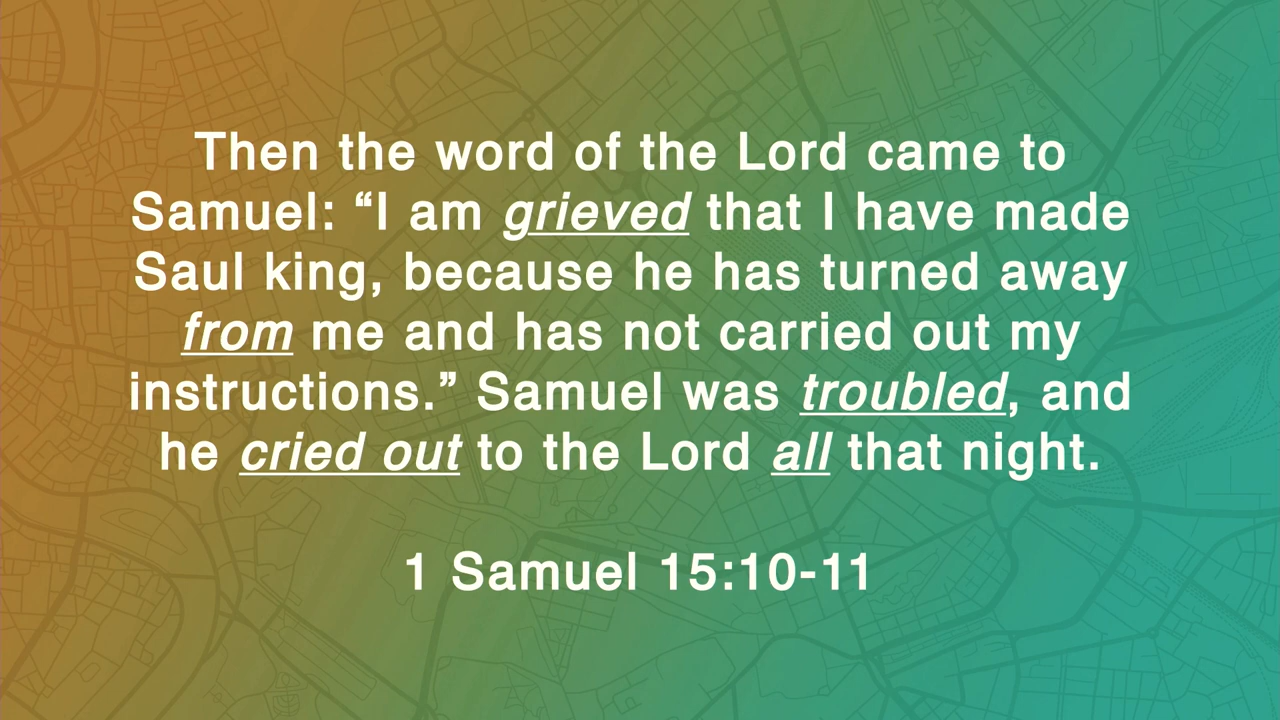 Then the word of the Lord came to
Samuel: “I am grieved that I have made
Saul king, because he has turned away
from me and has not carried out my
instructions.” Samuel was troubled, and
he cried out to the Lord all that night.
1 Samuel 15:10-11